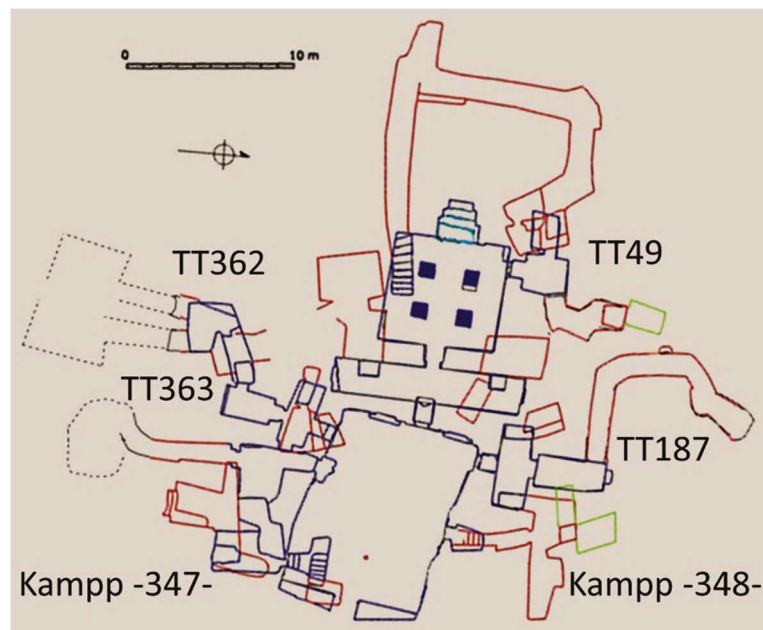 0 10 m
TT362
TT49
TT363
TT187
Kampp -347-
Kampp -348-